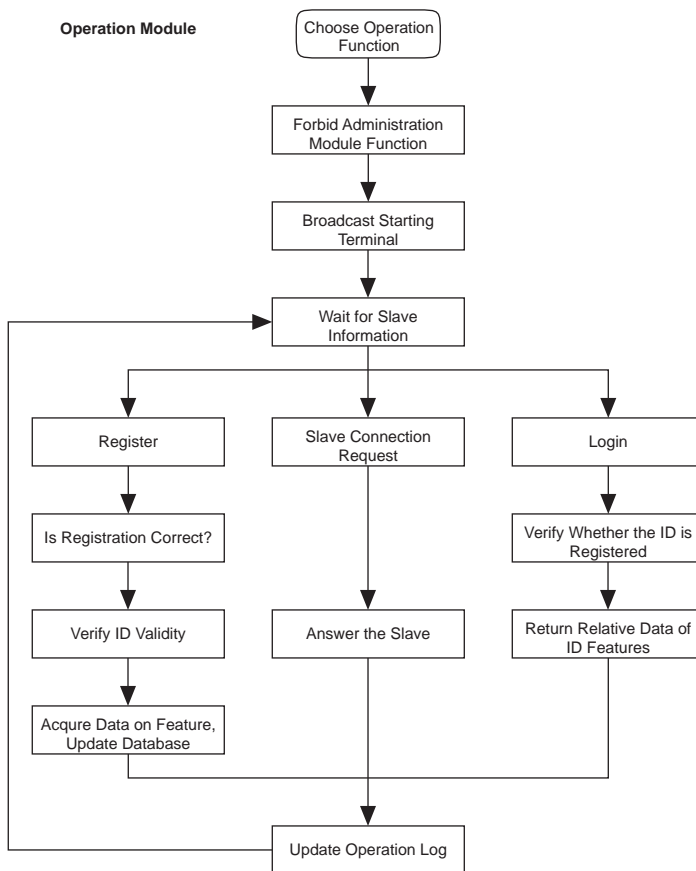 Operation Module
Choose Operation
Function
Forbid Administration
Module Function
Broadcast Starting
Terminal
Wait for Slave
Information
Register
Slave Connection
Request
Login
Is Registration Correct?
Verify Whether the ID is
Registered
Verify ID Validity
Answer the Slave
Return Relative Data of
ID Features
Acqure Data on Feature,
Update Database
Update Operation Log